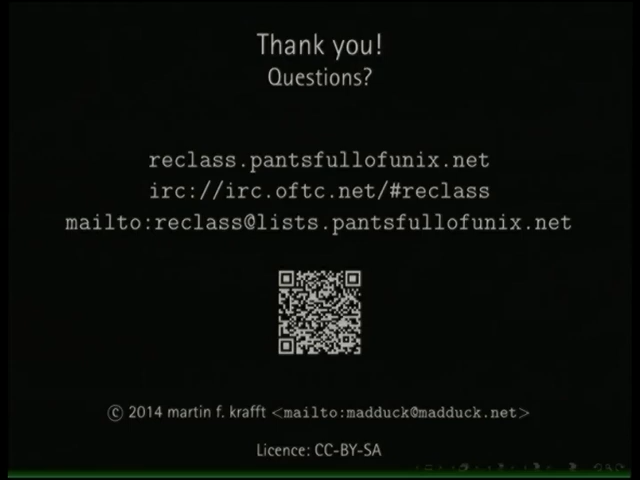 Thank you!
Questions?
reclass.pantsfullofunix.net
irc://irc.oftc.net/#reclass
mailto:reclass@lists.pantsfullofunix.net
© 2014 martin f. krafft <mailto:madduck@madduck.net>
Licence: CC-BY-SA